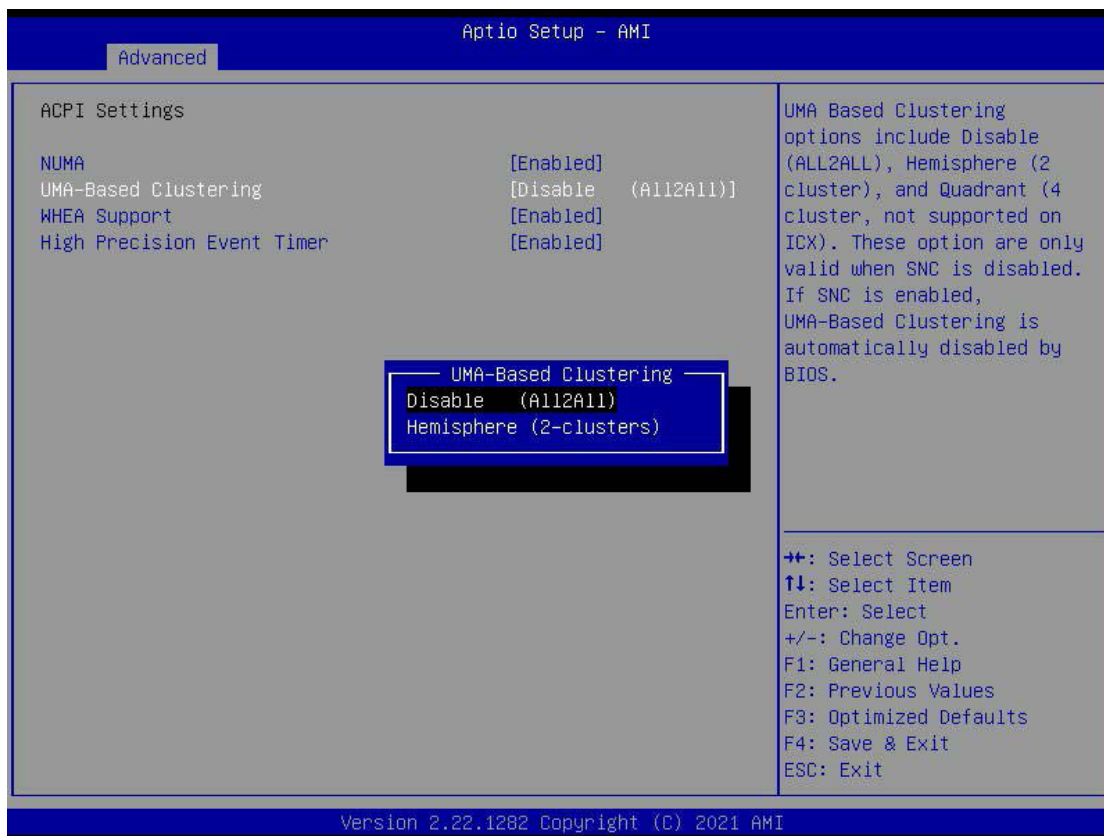 Aptio Setup – AMI
Advanced
ACPI Settings
NUMA [Enabled]
UMA-Based Clustering [Disable (All2All)]
WHEA Support [Enabled]
High Precision Event Timer [Enabled]
UMA-Based Clustering
Disable (All2All)
Hemisphere (2-clusters)
UMA Based Clustering
options include Disable
(ALL2ALL), Hemisphere (2
cluster), and Quadrant (4
cluster, not supported on
ICX). These option are only
valid when SNC is disabled.
If SNC is enabled,
UMA-Based Clustering is
automatically disabled by
BIOS.
→←: Select Screen
↑↓: Select Item
Enter: Select
+/-: Change Opt.
F1: General Help
F2: Previous Values
F3: Optimized Defaults
F4: Save & Exit
ESC: Exit
Version 2.22.1282 Copyright (C) 2021 AMI